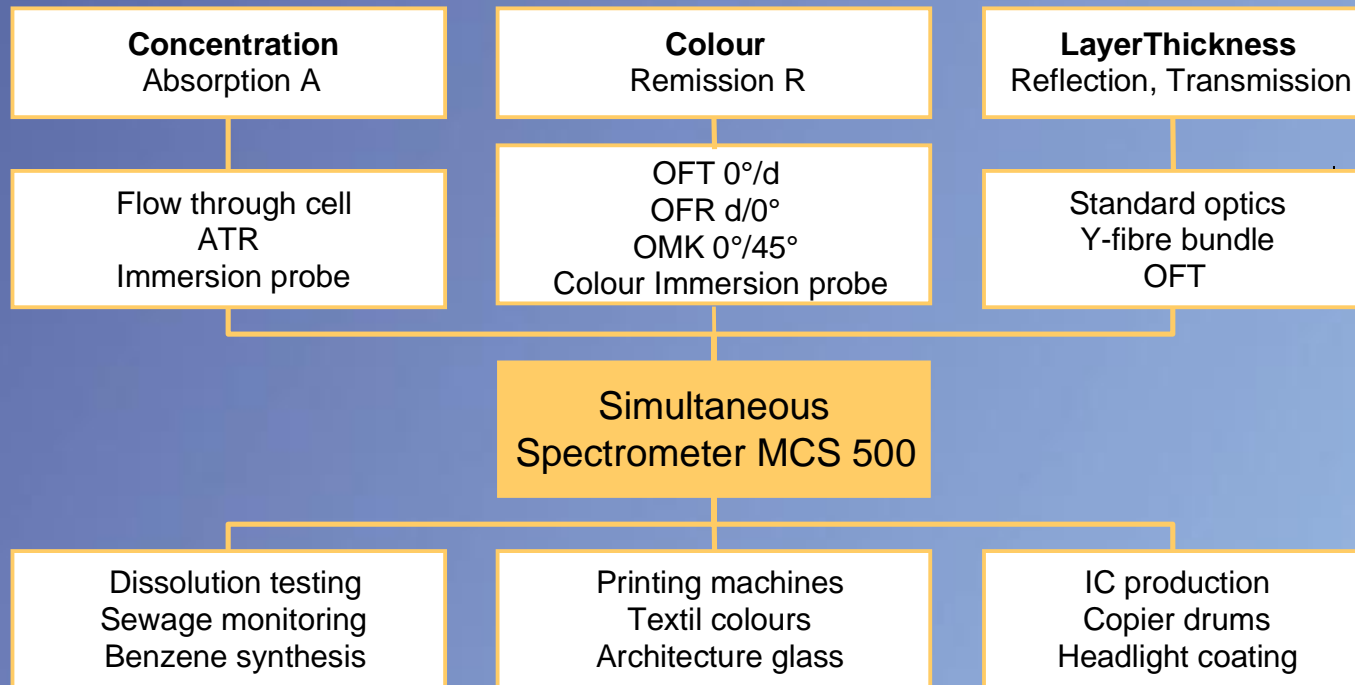 Concentration
Absorption A
Colour
Remission R
LayerThickness
Reflection, Transmission
Flow through cell
ATR
Immersion probe
OFT 0°/d
OFR d/0°
OMK 0°/45°
Colour Immersion probe
Standard optics
Y-fibre bundle
OFT
Simultaneous
Spectrometer MCS 500
Dissolution testing
Sewage monitoring
Benzene synthesis
Printing machines
Textil colours
Architecture glass
IC production
Copier drums
Headlight coating